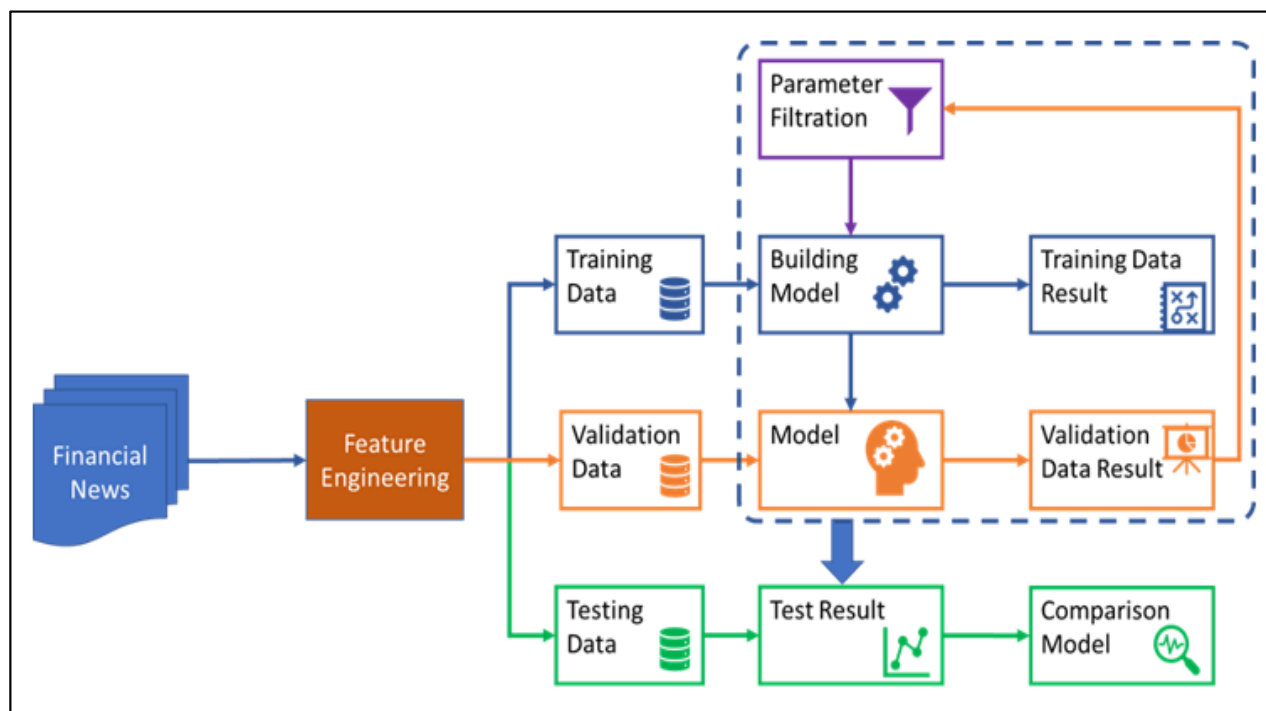 Parameter
Filtration
Training
Data
Building
Model
Training Data
Result
Financial
News
Feature
Engineering
Validation
Data
Model
Validation
Data Result
Testing
Data
Test Result
Comparison
Model